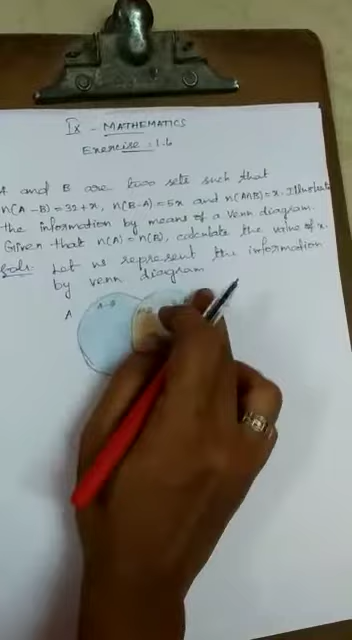 IX - MATHEMATICS
Exercise: 1.6
A and B are two sets such that
n(A-B)=32+x, n(B-A)=5x and n(A∩B)=x. Illustrate
the information by means of a Venn diagram.
Given that n(A)=n(B), calculate the value of x.
Soln: Let us represent the information
by venn diagram
A
A-B